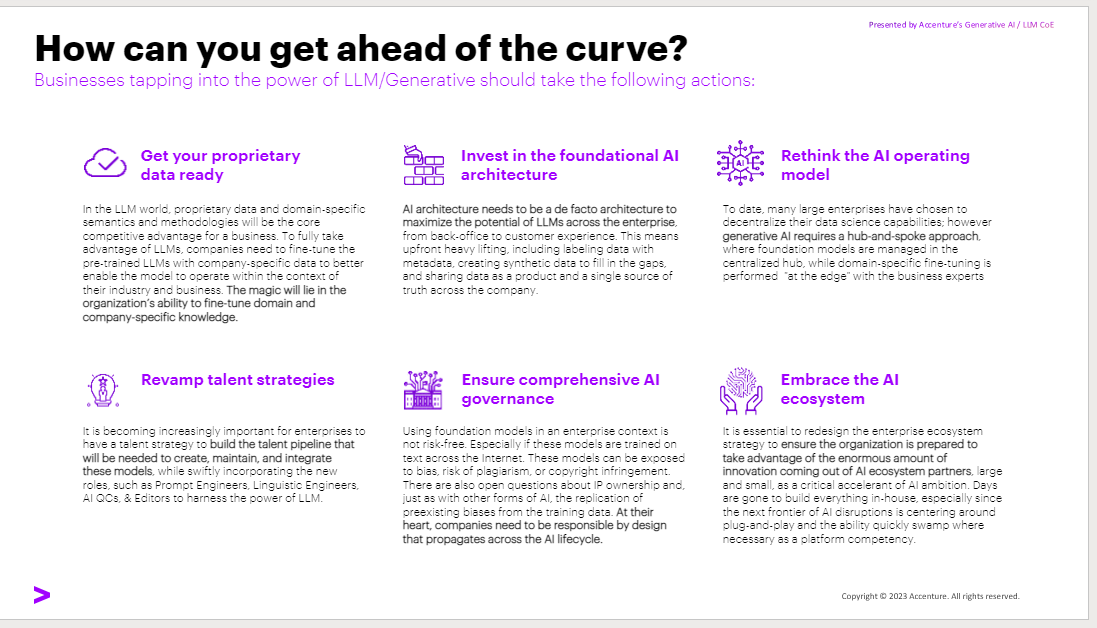 Presented by Accenture's Generative AI / LLM CoE
How can you get ahead of the curve?
Businesses tapping into the power of LLM/Generative should take the following actions:
Get your proprietary
data ready
In the LLM world, proprietary data and domain-specific
semantics and methodologies will be the core
competitive advantage for a business. To fully take
advantage of LLMs, companies need to fine-tune the
pre-trained LLMs with company-specific data to better
enable the model to operate within the context of
their industry and business. The magic will lie in the
organization's ability to fine-tune domain and
company-specific knowledge.
Invest in the foundational AI
architecture
AI architecture needs to be a de facto architecture to
maximize the potential of LLMs across the enterprise,
from back-office to customer experience. This means
upfront heavy lifting, including labeling data with
metadata, creating synthetic data to fill in the gaps,
and sharing data as a product and a single source of
truth across the company.
AI
Rethink the AI operating
model
To date, many large enterprises have chosen to
decentralize their data science capabilities; however
generative AI requires a hub-and-spoke approach,
where foundation models are managed in the
centralized hub, while domain-specific fine-tuning is
performed "at the edge" with the business experts
Revamp talent strategies
It is becoming increasingly important for enterprises to
have a talent strategy to build the talent pipeline that
will be needed to create, maintain, and integrate
these models, while swiftly incorporating the new
roles, such as Prompt Engineers, Linguistic Engineers,
AI QCs, & Editors to harness the power of LLM.
Ensure comprehensive AI
governance
Using foundation models in an enterprise context is
not risk-free. Especially if these models are trained on
text across the Internet. These models can be exposed
to bias, risk of plagiarism, or copyright infringement.
There are also open questions about IP ownership and,
just as with other forms of AI, the replication of
preexisting biases from the training data. At their
heart, companies need to be responsible by design
that propagates across the AI lifecycle.
Embrace the AI
ecosystem
It is essential to redesign the enterprise ecosystem
strategy to ensure the organization is prepared to
take advantage of the enormous amount of
innovation coming out of AI ecosystem partners, large
and small, as a critical accelerant of AI ambition. Days
are gone to build everything in-house, especially since
the next frontier of AI disruptions is centering around
plug-and-play and the ability quickly swamp where
necessary as a platform competency.
Copyright © 2023 Accenture. All rights reserved.